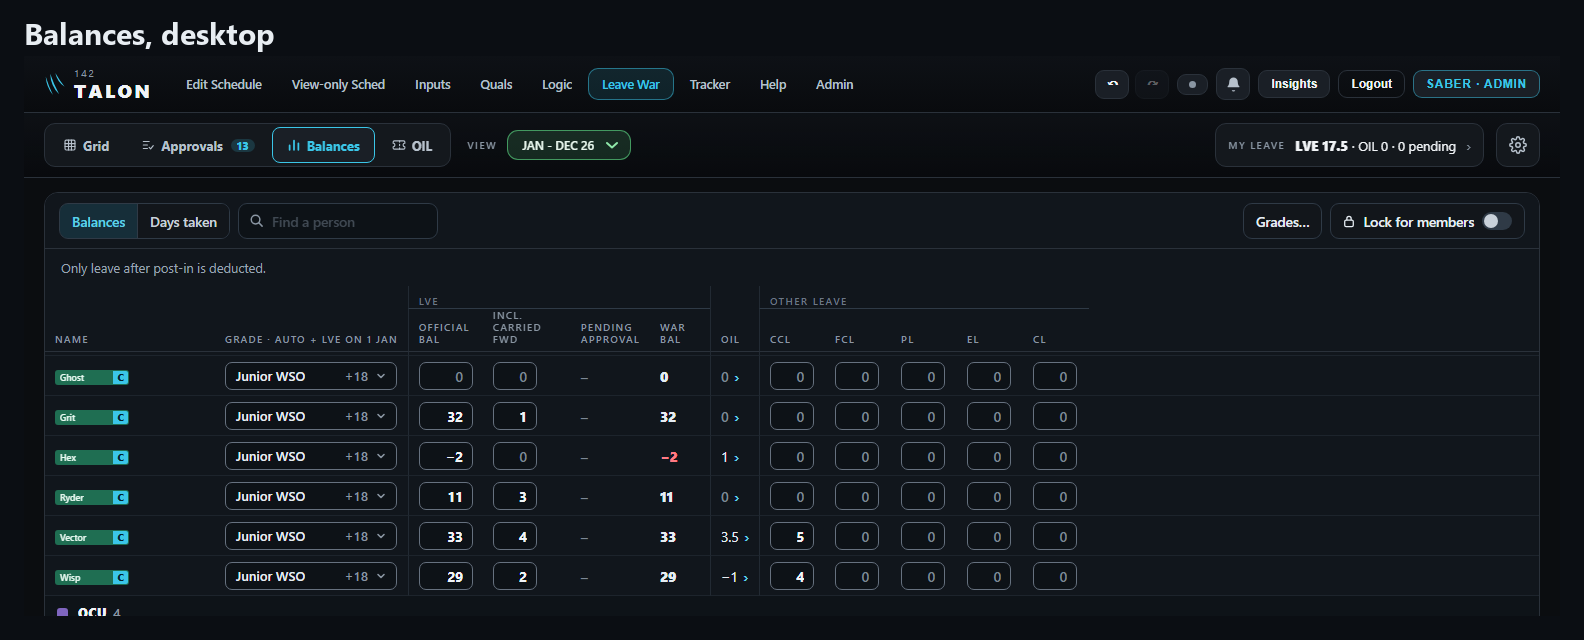 Balances, desktop
142
TALON
Edit Schedule View-only Sched Inputs Quals Logic Leave War Tracker Help Admin
Insights Logout SABER · ADMIN
Grid Approvals 13 Balances OIL VIEW JAN - DEC 26
MY LEAVE LVE 17.5 · OIL 0 · 0 pending ›
Balances Days taken Find a person Grades... Lock for members
Only leave after post-in is deducted.
LVE OTHER LEAVE
NAME GRADE · AUTO + LVE ON 1 JAN OFFICIAL BAL INCL. CARRIED FWD PENDING APPROVAL WAR BAL OIL CCL FCL PL EL CL
Ghost C Junior WSO +18 0 0 – 0 0 › 0 0 0 0 0
Grit C Junior WSO +18 32 1 – 32 0 › 0 0 0 0 0
Hex C Junior WSO +18 −2 0 – −2 1 › 0 0 0 0 0
Ryder C Junior WSO +18 11 3 – 11 0 › 0 0 0 0 0
Vector C Junior WSO +18 33 4 – 33 3.5 › 5 0 0 0 0
Wisp C Junior WSO +18 29 2 – 29 −1 › 4 0 0 0 0
OCU 4